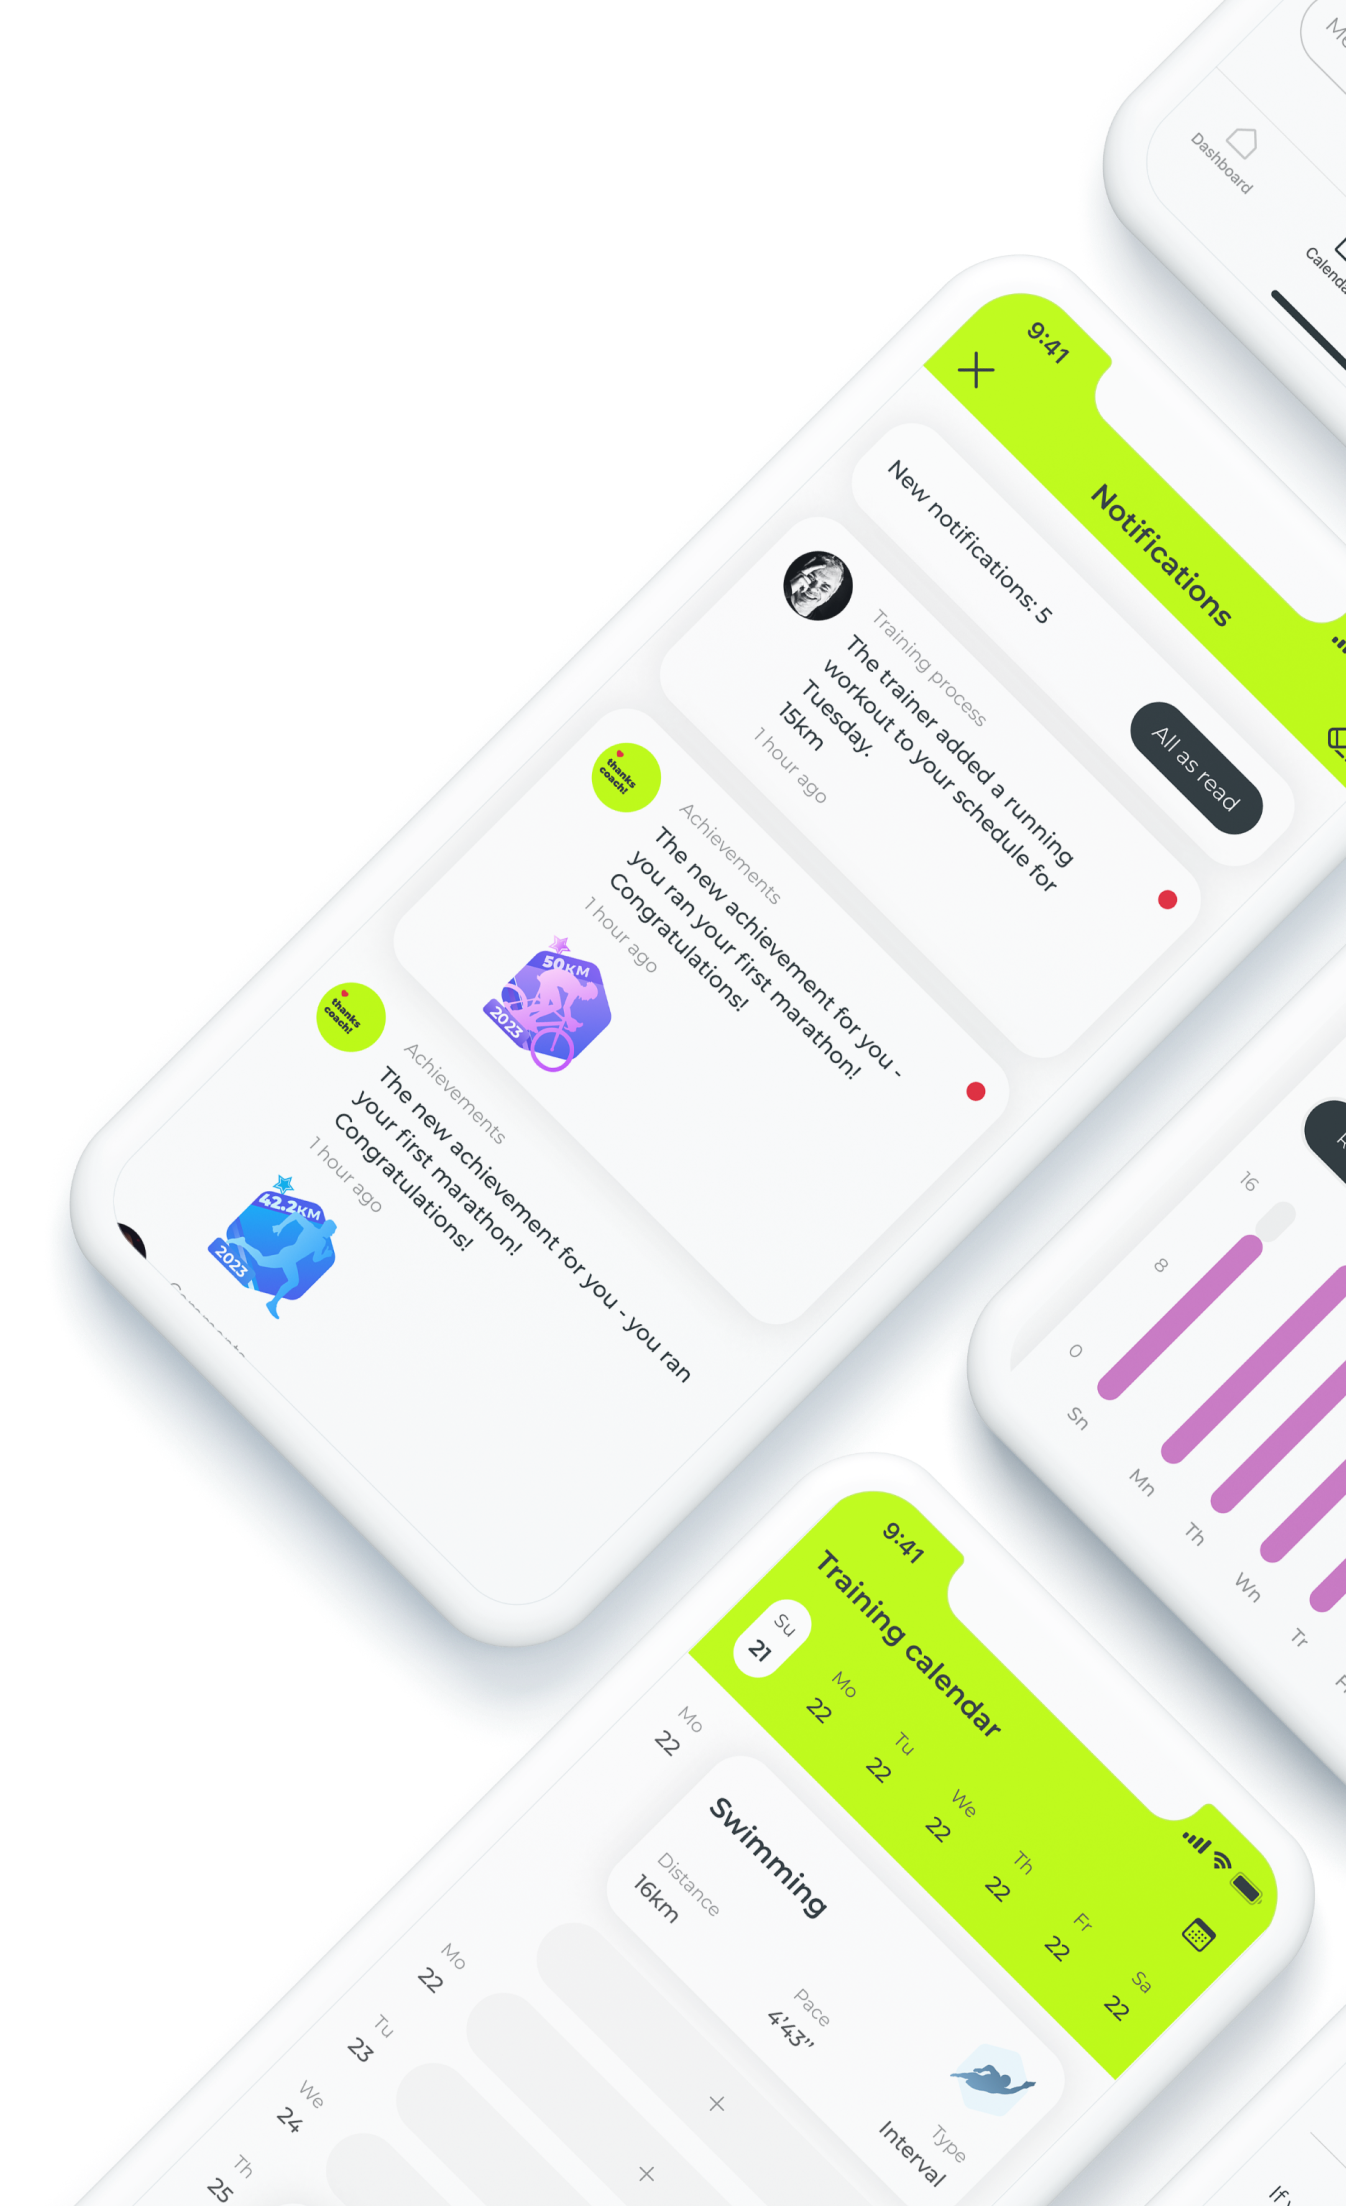 Dashboard
9:41
Notifications
New notifications: 5
All as read
Training process
The trainer added a running
workout to your schedule for
Tuesday.
15km
1 hour ago
thanks
coach!
Achievements
The new achievement for you -
you ran your first marathon!
Congratulations!
1 hour ago
50KM
2023
thanks
coach!
Achievements
The new achievement for you - you ran
your first marathon!
Congratulations!
1 hour ago
42.2KM
2023
16
8
0
Sn
Mn
Th
Wn
Tr
9:41
Training calendar
Su
21
Mo
22
Tu
22
We
22
Th
22
Fr
22
Sa
22
Mo
22
Swimming
Distance
16km
Pace
4'43''
Type
Interval
Mo
22
Tu
23
We
24
Th
25